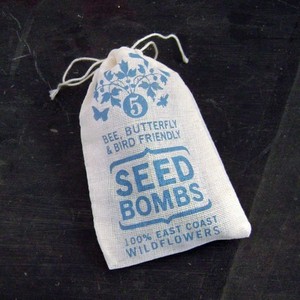 5
BEE, BUTTERFLY
& BIRD FRIENDLY
SEED
BOMBS
100% EAST COAST
WILDFLOWERS